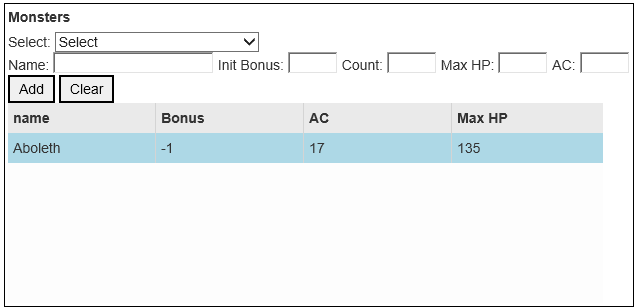 Monsters
Select: Select
Name: Init Bonus: Count: Max HP: AC:
Add Clear
name Bonus AC Max HP
Aboleth -1 17 135